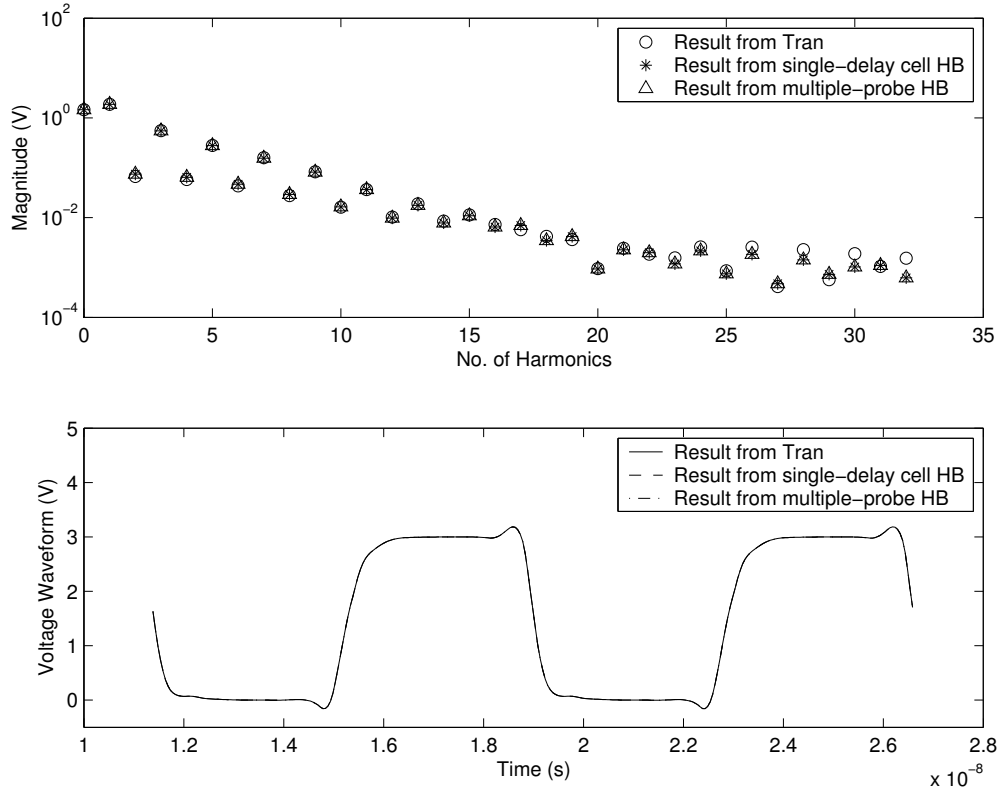 10^2
10^0
10^−2
10^−4
Magnitude (V)
Result from Tran
Result from single−delay cell HB
Result from multiple−probe HB
0 5 10 15 20 25 30 35
No. of Harmonics
5
4
3
2
1
0
Voltage Waveform (V)
Result from Tran
Result from single−delay cell HB
Result from multiple−probe HB
1 1.2 1.4 1.6 1.8 2 2.2 2.4 2.6 2.8
Time (s)
x 10^−8